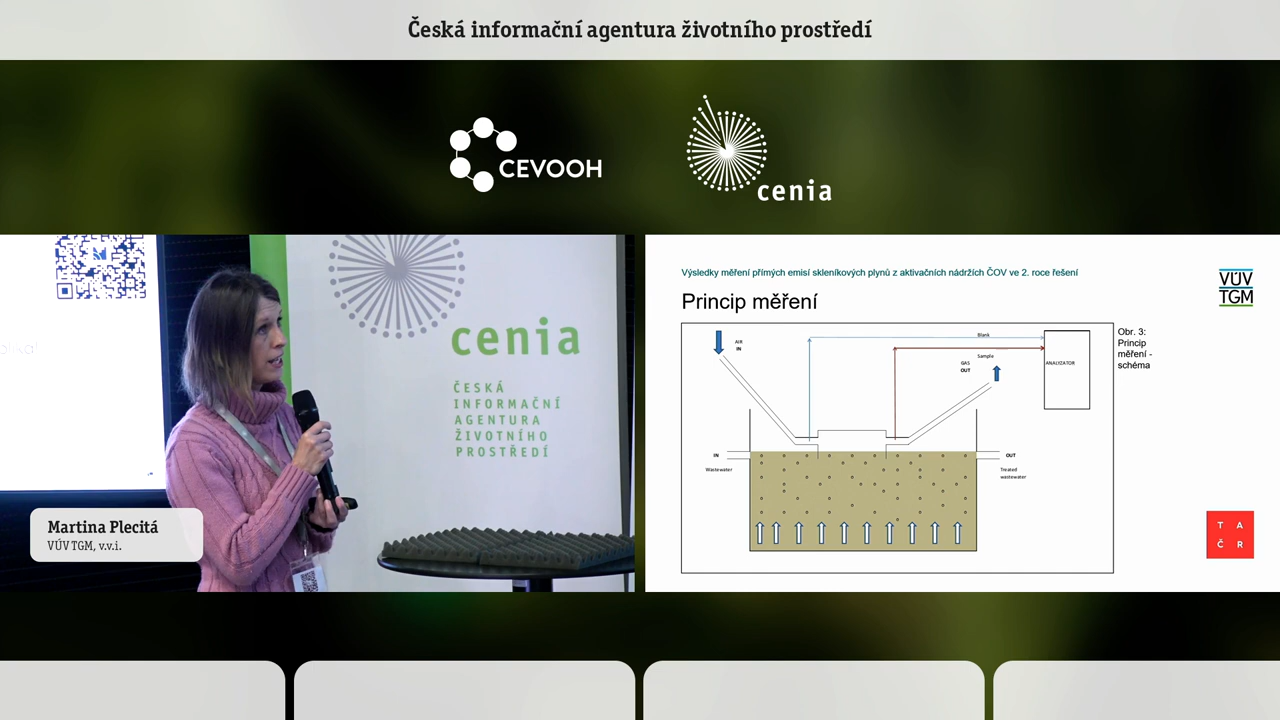 Česká informační agentura životního prostředí
CEVOOH
cenia
cenia
ČESKÁ
INFORMAČNÍ
AGENTURA
ŽIVOTNÍHO
PROSTŘEDÍ
Martina Plecitá
VÚV TGM, v.v.i.
Výsledky měření přímých emisí skleníkových plynů z aktivačních nádržích ČOV ve 2. roce řešení
VÚV
TGM
Princip měření
Obr. 3:
Princip
měření -
schéma
AIR
IN
Blank
Sample
GAS
OUT
ANALIZATOR
IN
Wastewater
OUT
Treated
wastewater
T A
Č R